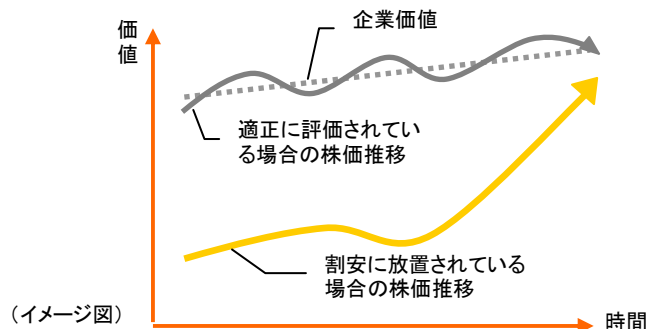 価
値
企業価値
適正に評価されてい
る場合の株価推移
割安に放置されている
場合の株価推移
（イメージ図）
時間